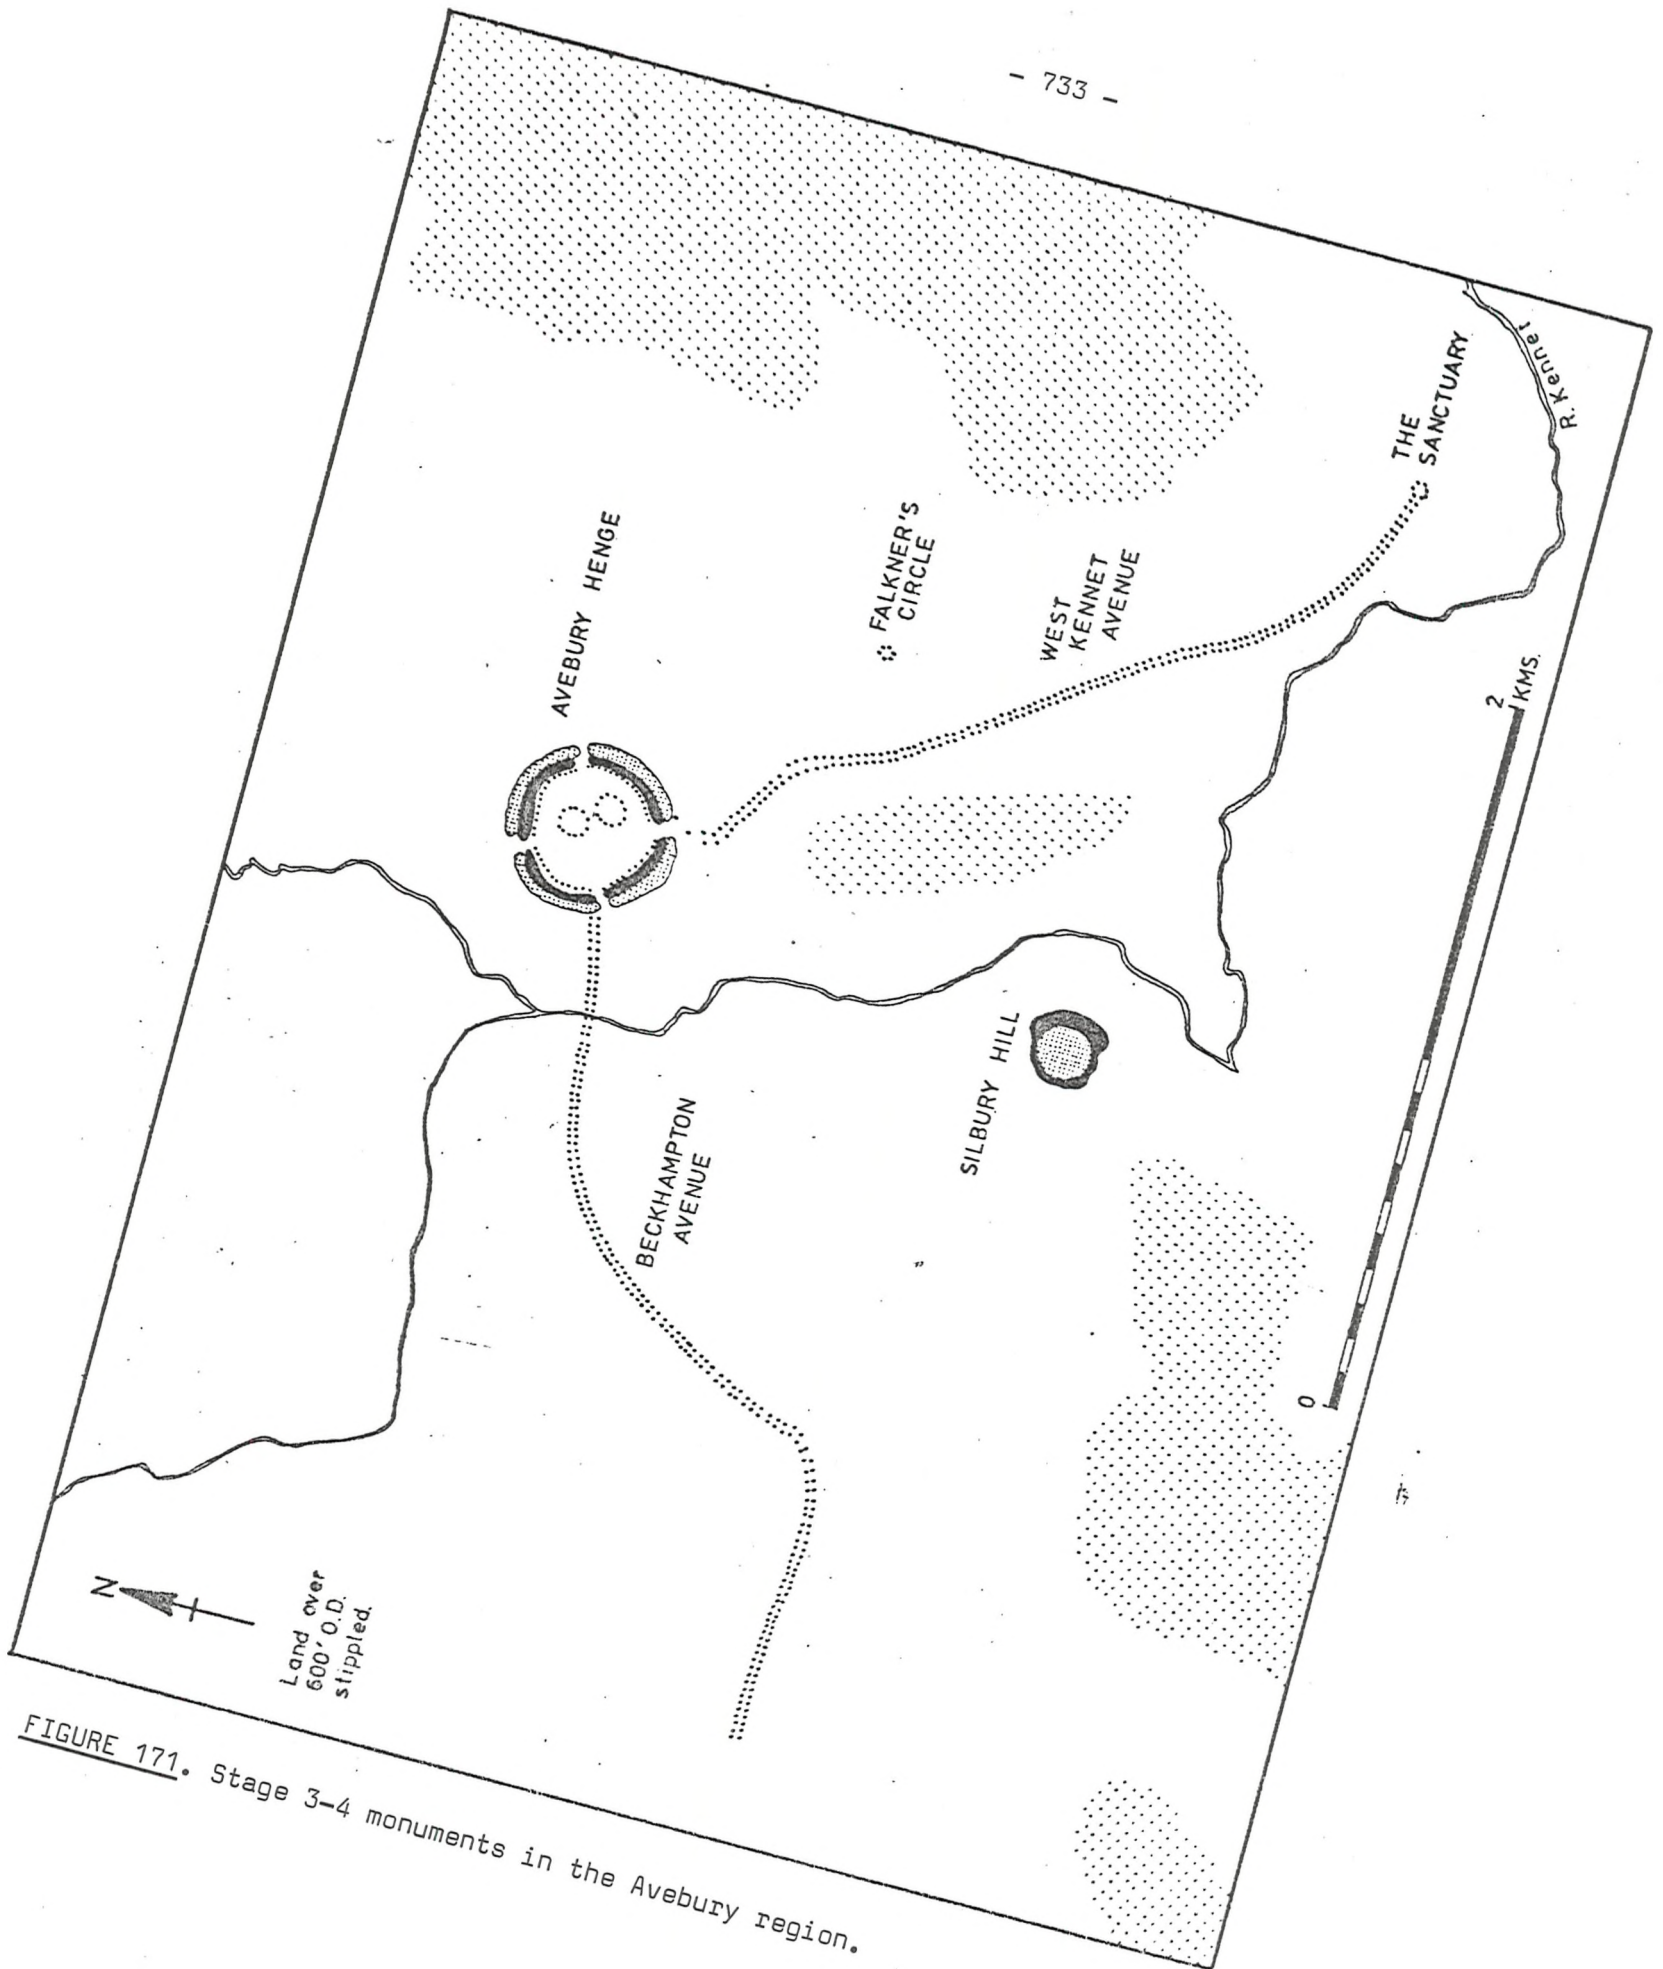 - 733 -
AVEBURY HENGE
FALKNER'S
CIRCLE
WEST
KENNET
AVENUE
THE
SANCTUARY
R. Kennet
BECKHAMPTON
AVENUE
SILBURY HILL
N
Land over
600' O.D.
stippled.
0
2
KMS.
FIGURE 171. Stage 3-4 monuments in the Avebury region.